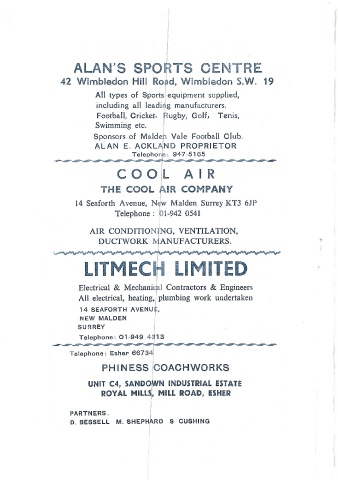 ALAN'S SPORTS CENTRE
42 Wimbledon Hill Road, Wimbledon S.W. 19
All types of Sports equipment supplied,
including all leading manufacturers.
Football, Cricket, Rugby, Golf, Tenis,
Swimming etc.
Sponsors of Malden Vale Football Club.
ALAN E. ACKLAND PROPRIETOR
Telephone: 947-5165
COOL AIR
THE COOL AIR COMPANY
14 Seaforth Avenue, New Malden Surrey KT3 6JP
Telephone : 01-942 0541
AIR CONDITIONING, VENTILATION,
DUCTWORK MANUFACTURERS.
LITMECH LIMITED
Electrical & Mechanical Contractors & Engineers
All electrical, heating, plumbing work undertaken
14 SEAFORTH AVENUE,
NEW MALDEN
SURREY
Telephone: 01-949 4313
Telephone: Esher 66734
PHINESS COACHWORKS
UNIT C4, SANDOWN INDUSTRIAL ESTATE
ROYAL MILLS, MILL ROAD, ESHER
PARTNERS.
D. BESSELL M. SHEPHARD S CUSHING